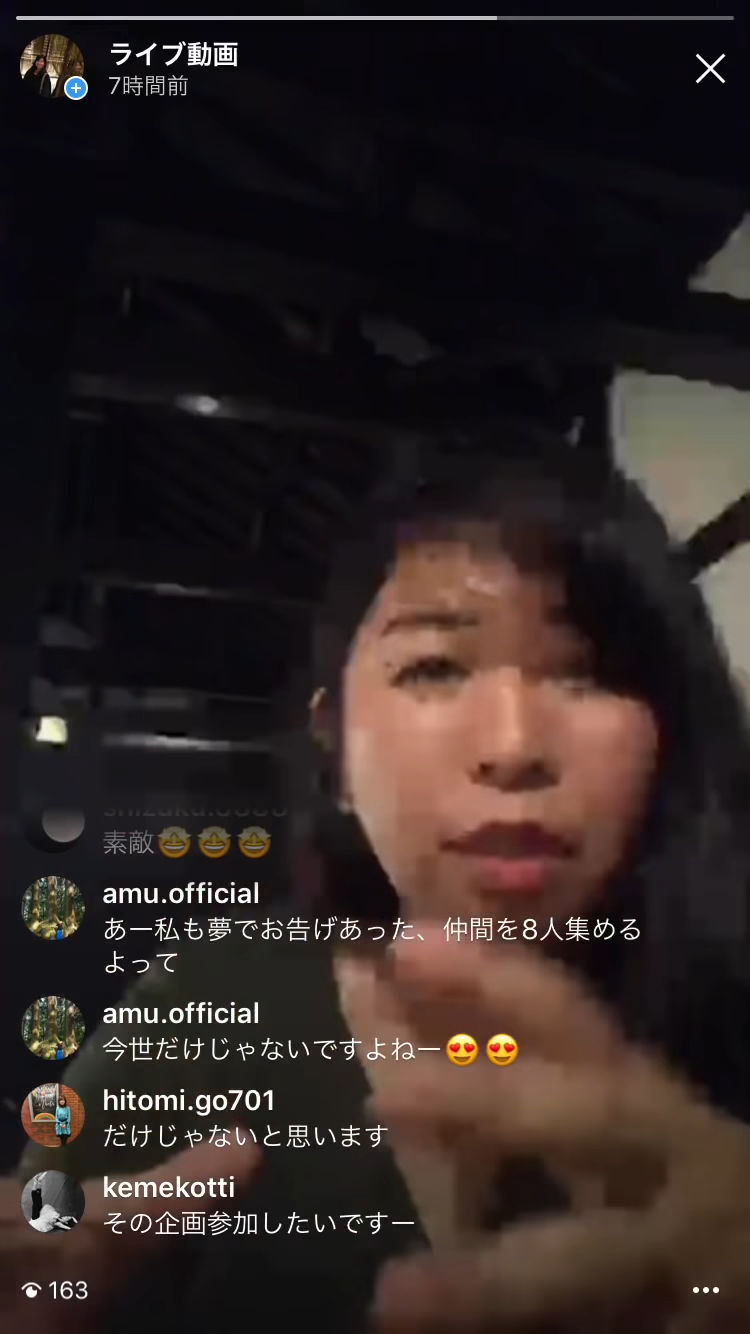 ライブ動画
7時間前
素敵🤩🤩🤩
amu.official
あー私も夢でお告げあった、仲間を8人集める
よって
amu.official
今世だけじゃないですよねー😍😍
hitomi.go701
だけじゃないと思います
kemekotti
その企画参加したいですー
163